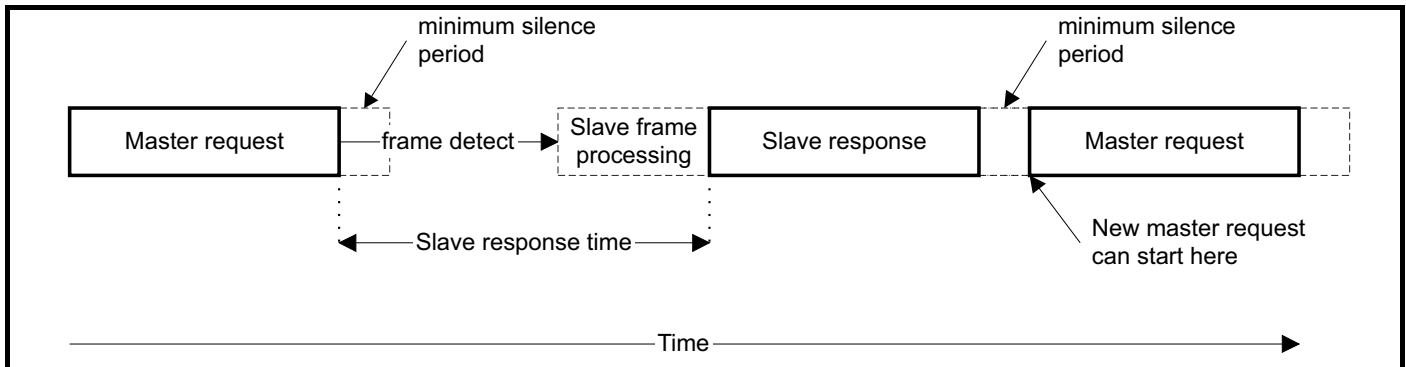 minimum silence
period
minimum silence
period
Master request
frame detect
Slave frame
processing
Slave response
Master request
Slave response time
New master request
can start here
Time